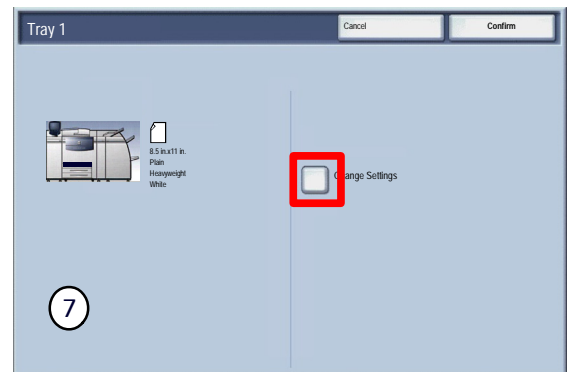 Tray 1
Cancel
Confirm
8.5 in.x11 in.
Plain
Heavyweight
White
Change Settings
7